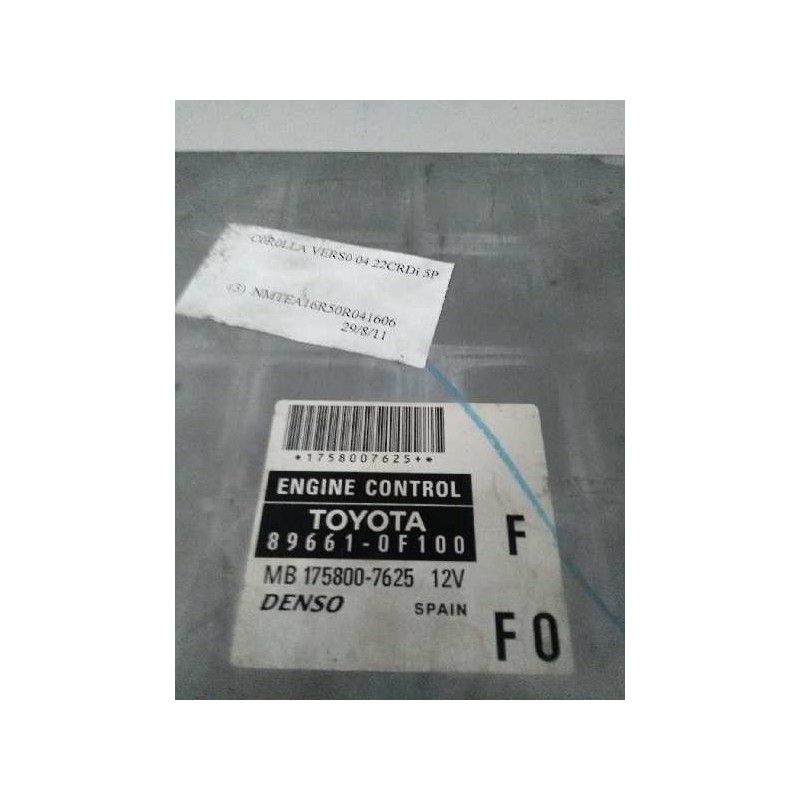 C0R0LLA VERS0 04 22CRDi 5P
(3) NMTEA16R50R041606
29/8/11
*1758007625+*
ENGINE CONTROL
TOYOTA
89661-0F100
F
MB 175800-7625 12V
DENSO SPAIN
F0